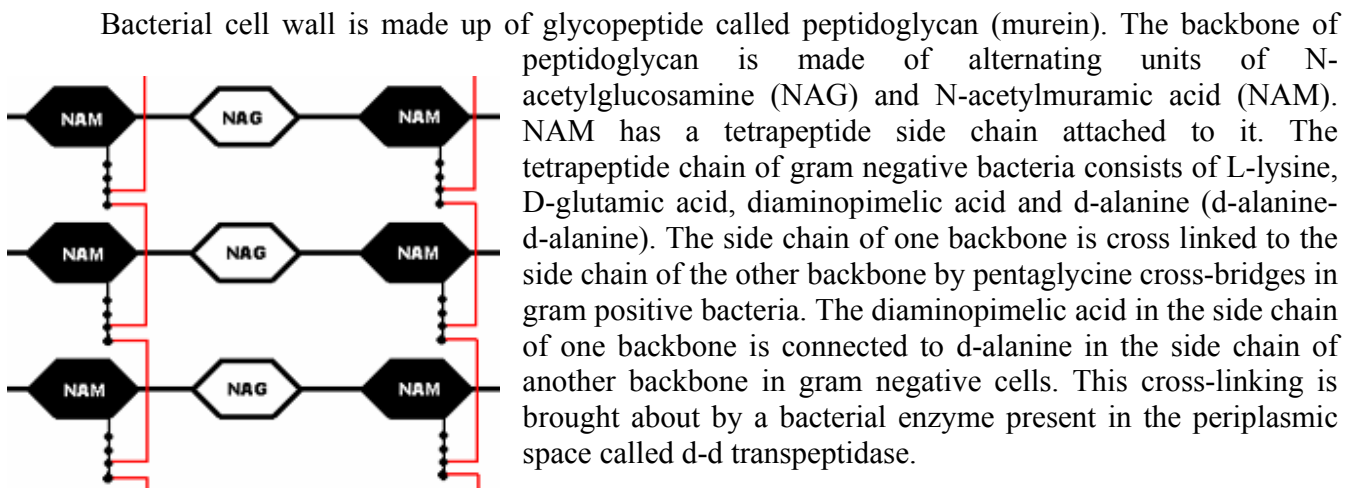 Bacterial cell wall is made up of glycopeptide called peptidoglycan (murein). The backbone of
peptidoglycan is made of alternating units of N-
acetylglucosamine (NAG) and N-acetylmuramic acid (NAM).
NAM has a tetrapeptide side chain attached to it. The
tetrapeptide chain of gram negative bacteria consists of L-lysine,
D-glutamic acid, diaminopimelic acid and d-alanine (d-alanine-
d-alanine). The side chain of one backbone is cross linked to the
side chain of the other backbone by pentaglycine cross-bridges in
gram positive bacteria. The diaminopimelic acid in the side chain
of one backbone is connected to d-alanine in the side chain of
another backbone in gram negative cells. This cross-linking is
brought about by a bacterial enzyme present in the periplasmic
space called d-d transpeptidase.
NAM NAG NAM
NAM NAG NAM
NAM NAG NAM